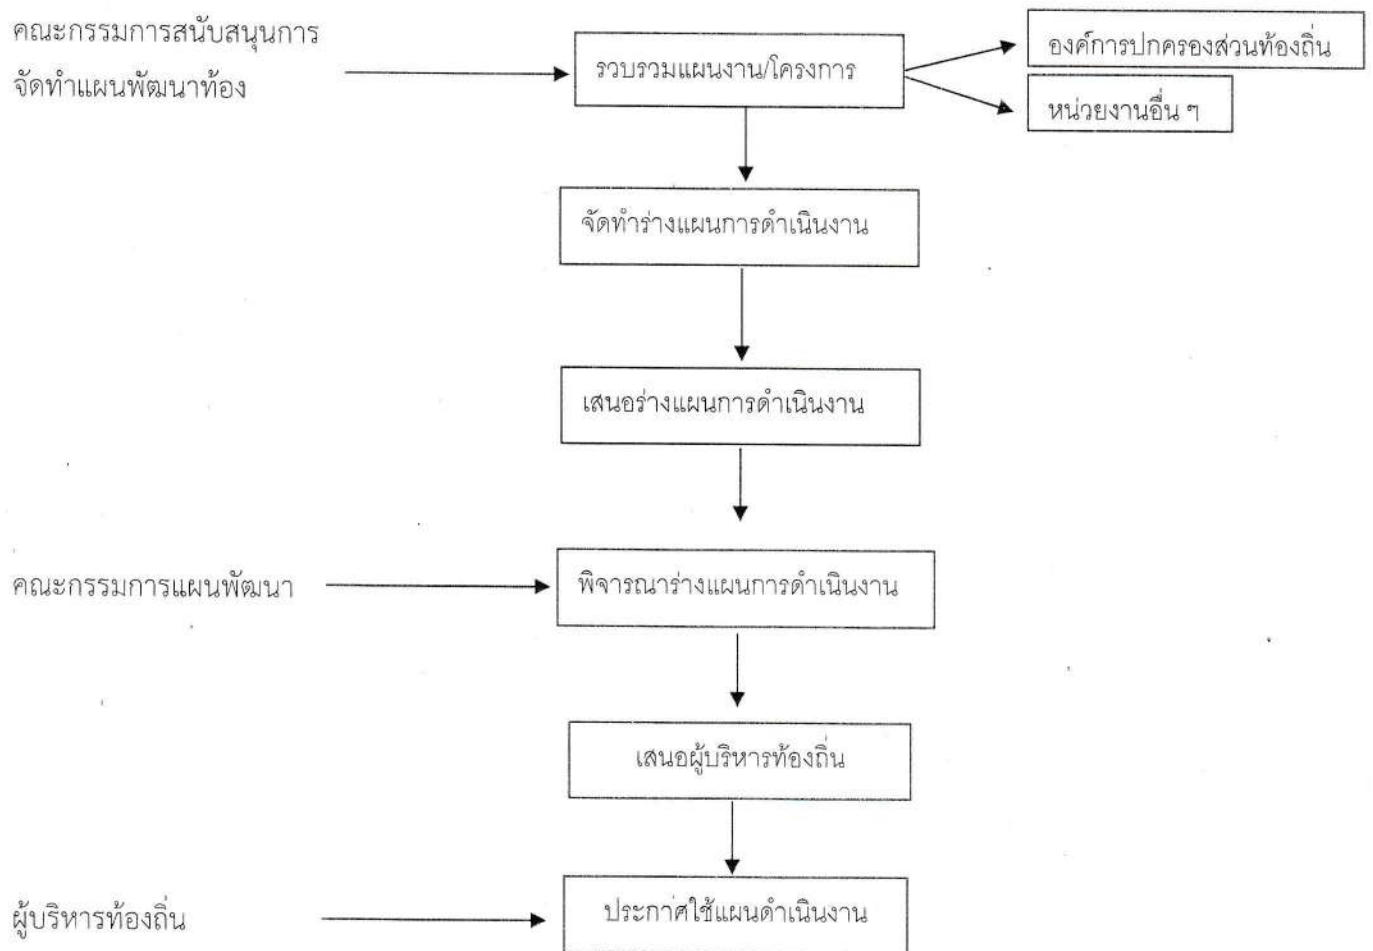 คณะกรรมการสนับสนุนการ
จัดทำแผนพัฒนาท้อง
รวบรวมแผนงาน/โครงการ
องค์การปกครองส่วนท้องถิ่น
หน่วยงานอื่น ๆ
จัดทำร่างแผนการดำเนินงาน
เสนอร่างแผนการดำเนินงาน
คณะกรรมการแผนพัฒนา
พิจารณาร่างแผนการดำเนินงาน
เสนอผู้บริหารท้องถิ่น
ผู้บริหารท้องถิ่น
ประกาศใช้แผนดำเนินงาน